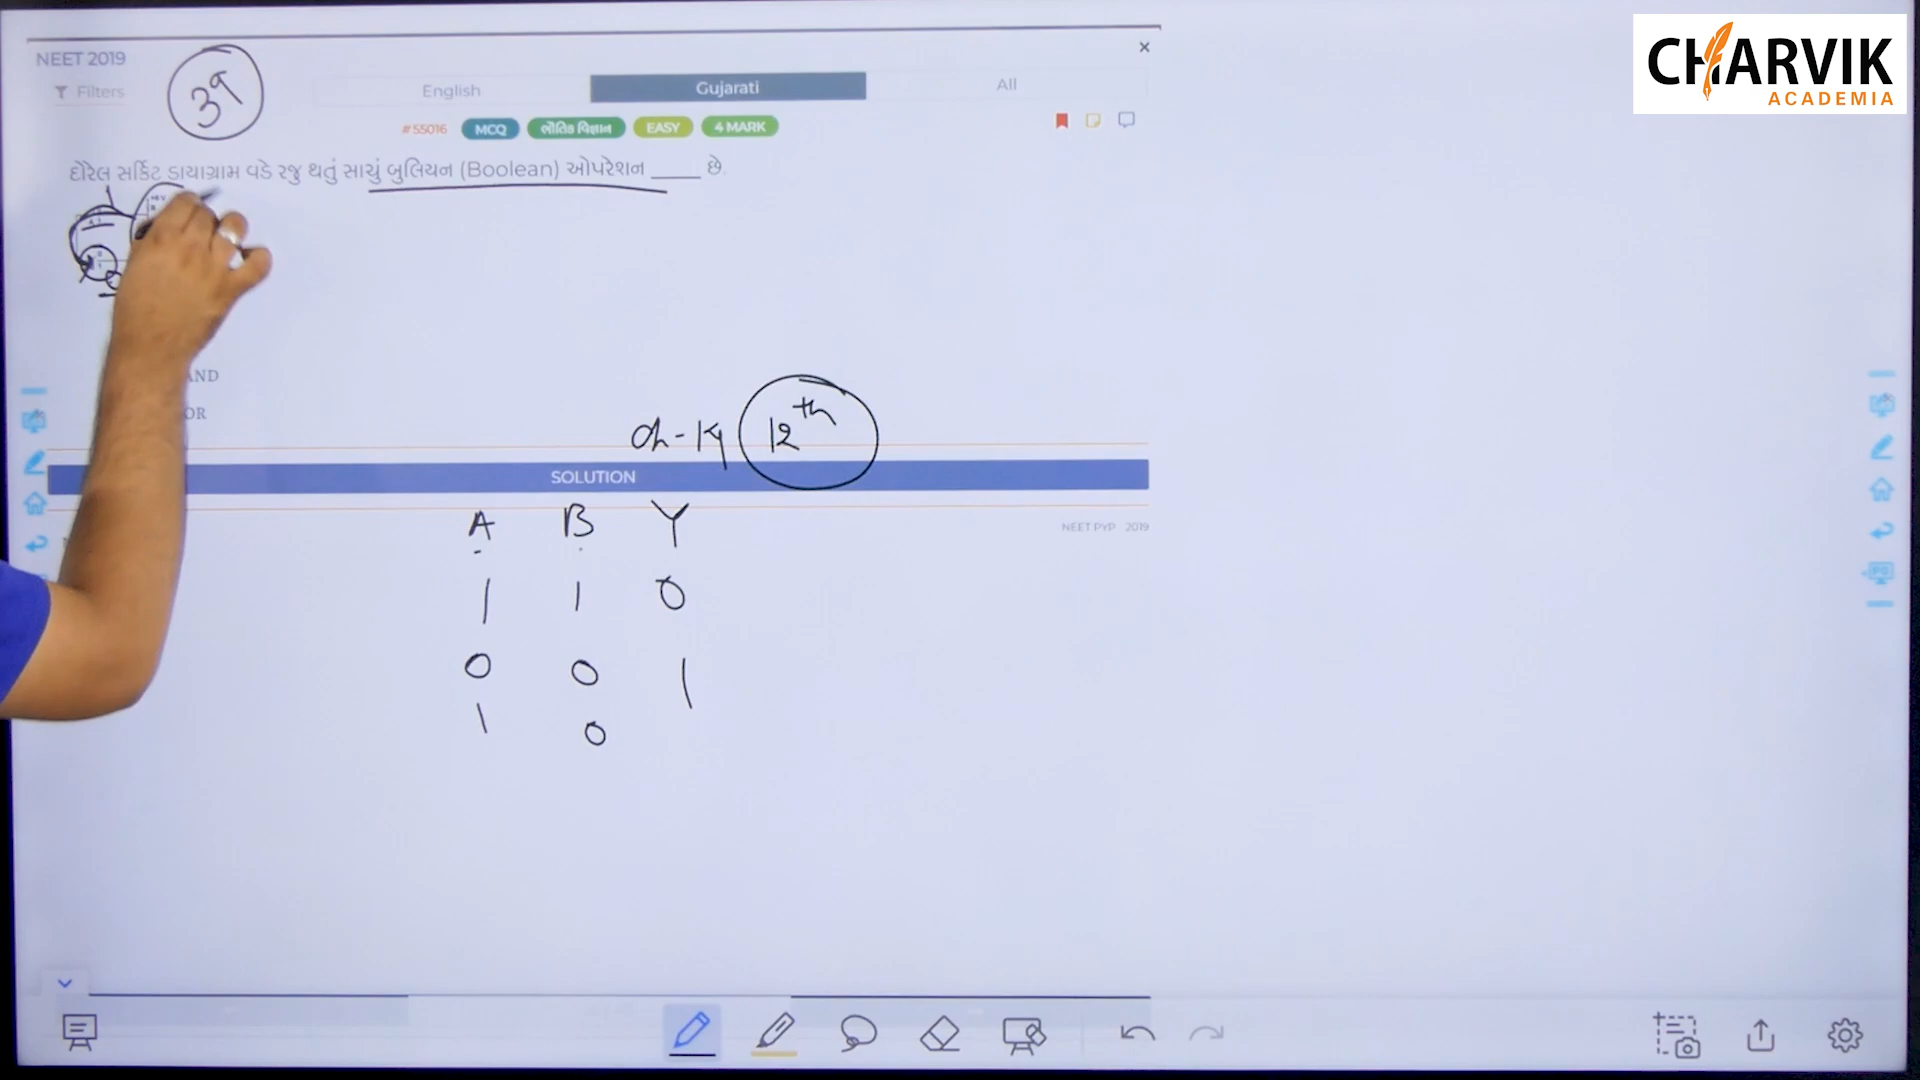 CHARVIK
ACADEMIA
NEET 2019
39
Filters
English
Gujarati
All
#55016
MCQ
ભૌતિક વિજ્ઞાન
EASY
4 MARK
દોરેલ સર્કિટ ડાયાગ્રામ વડે રજુ થતું સાચું બુલિયન (Boolean) ઓપરેશન ____ છે.
AND
OR
ch-14 12th
SOLUTION
NEET PYP 2019
A B Y
1 1 0
0 0 1
1 0